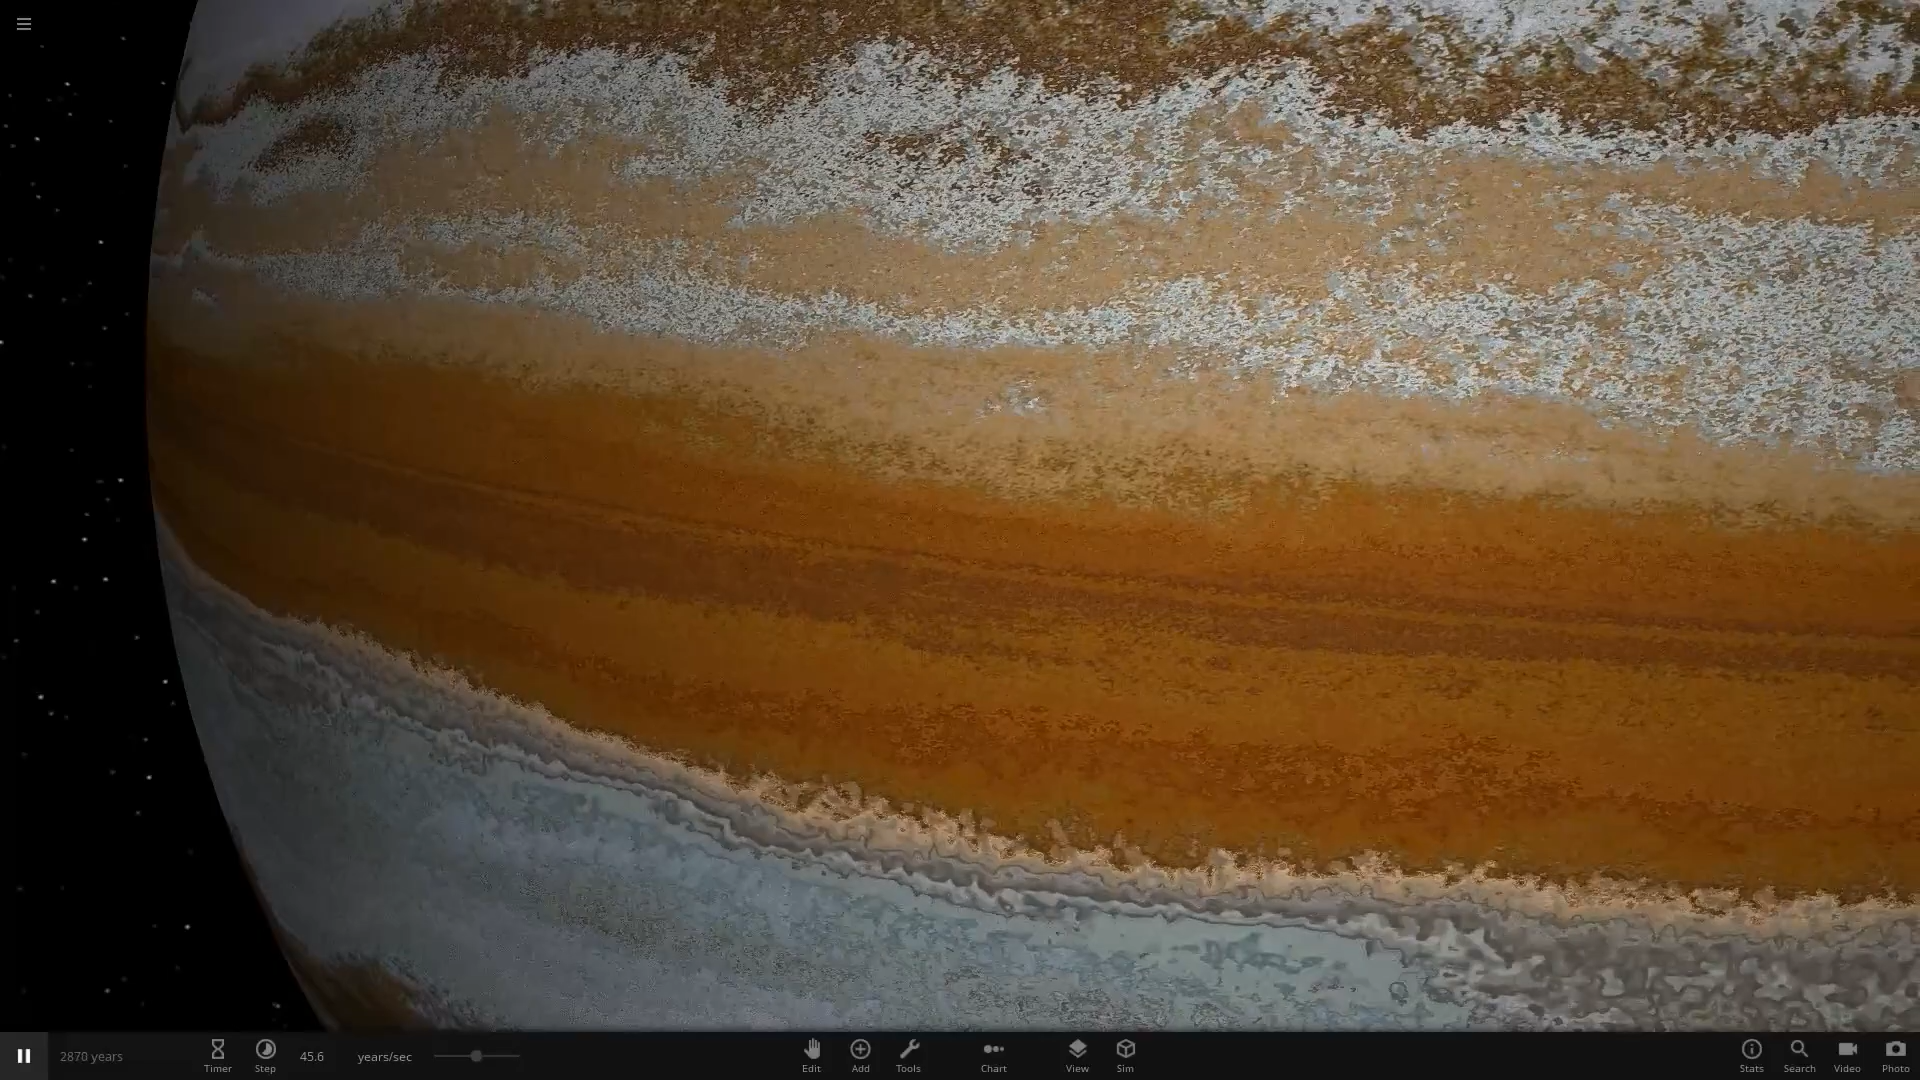 2870 years
Timer
Step
45.6
years/sec
Edit
Add
Tools
Chart
View
Sim
Stats
Search
Video
Photo